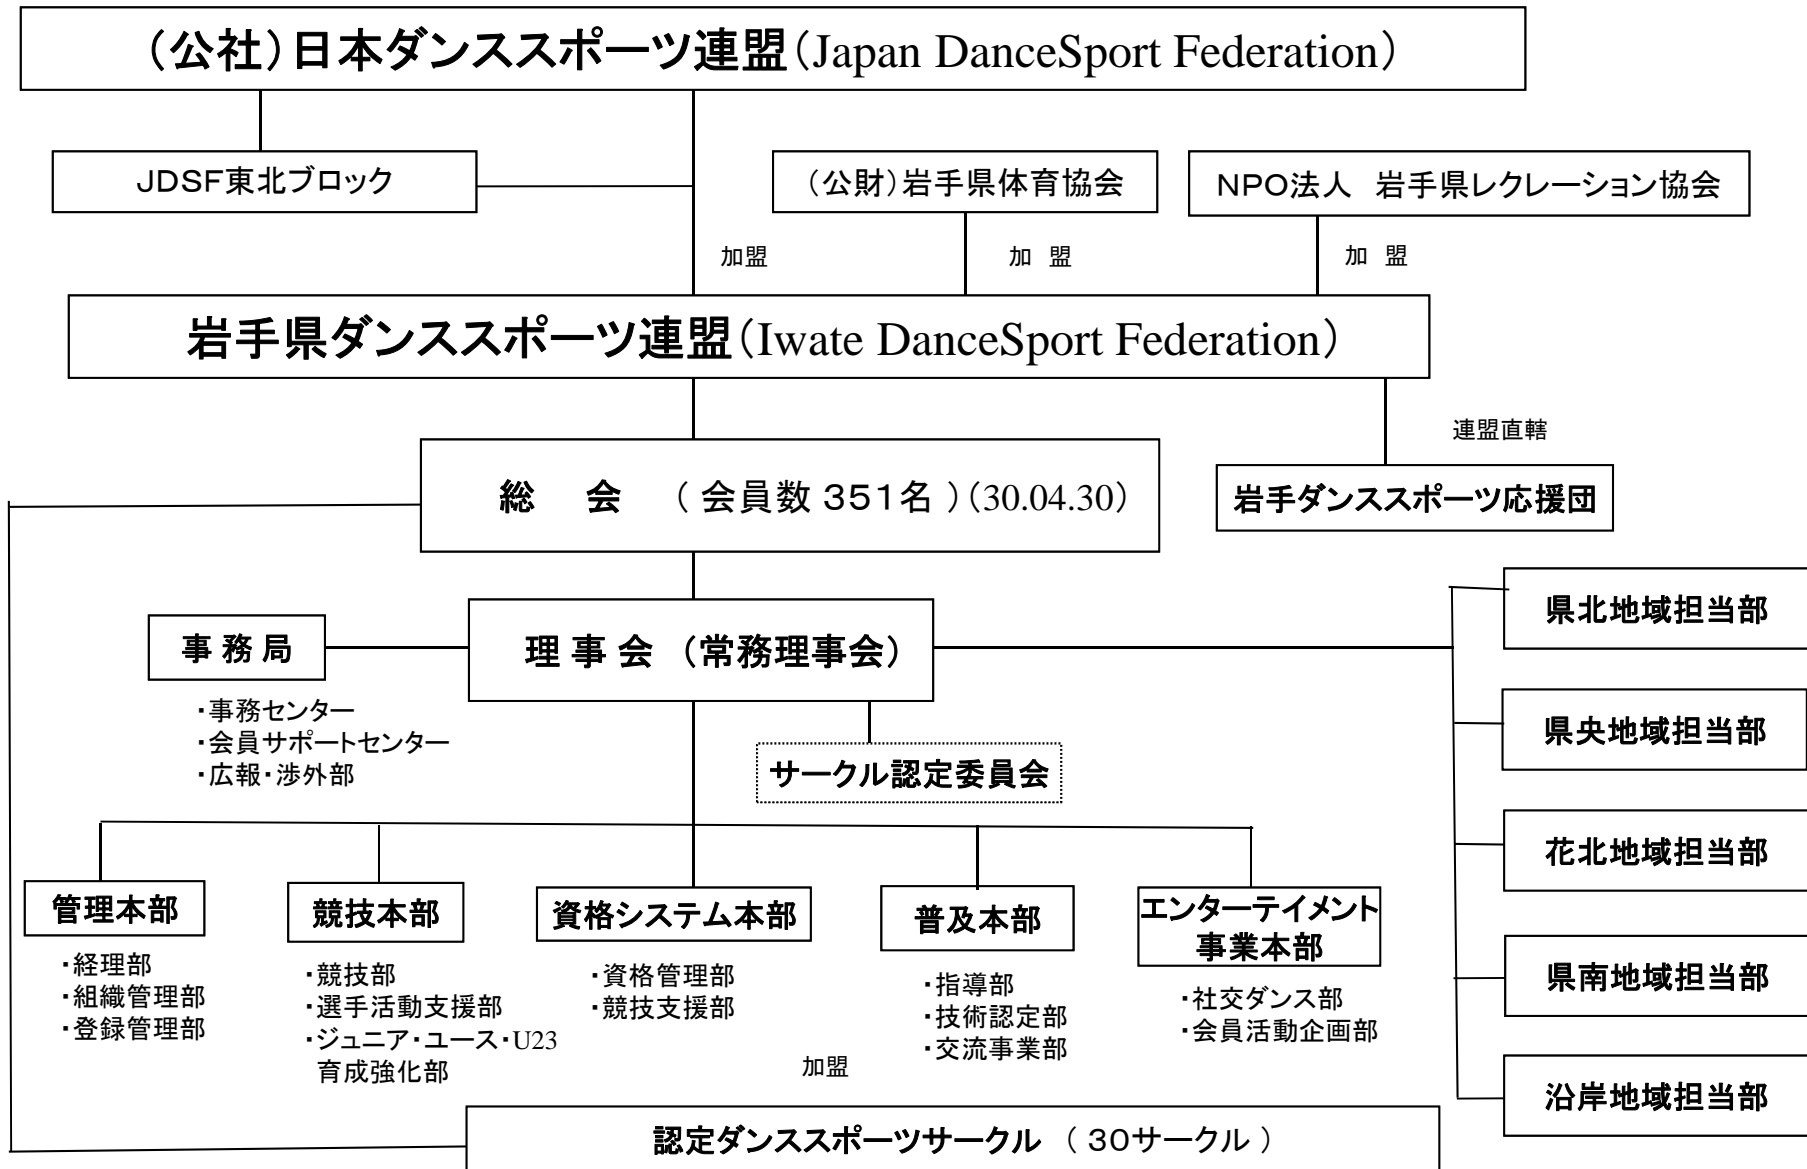 （公社）日本ダンススポーツ連盟（Japan DanceSport Federation）
JDSF東北ブロック
（公財）岩手県体育協会
NPO法人　岩手県レクレーション協会
加盟
加　盟
加　盟
岩手県ダンススポーツ連盟（Iwate DanceSport Federation）
連盟直轄
総　会　（ 会員数 351名 ）（30.04.30）
岩手ダンススポーツ応援団
事 務 局
理 事 会 （常務理事会）
・事務センター
・会員サポートセンター
・広報・渉外部
サークル認定委員会
県北地域担当部
県央地域担当部
花北地域担当部
県南地域担当部
沿岸地域担当部
管理本部
・経理部
・組織管理部
・登録管理部
競技本部
・競技部
・選手活動支援部
・ジュニア・ユース・U23
育成強化部
資格システム本部
・資格管理部
・競技支援部
普及本部
・指導部
・技術認定部
・交流事業部
エンターテイメント
事業本部
・社交ダンス部
・会員活動企画部
加盟
認定ダンススポーツサークル （ 30サークル ）